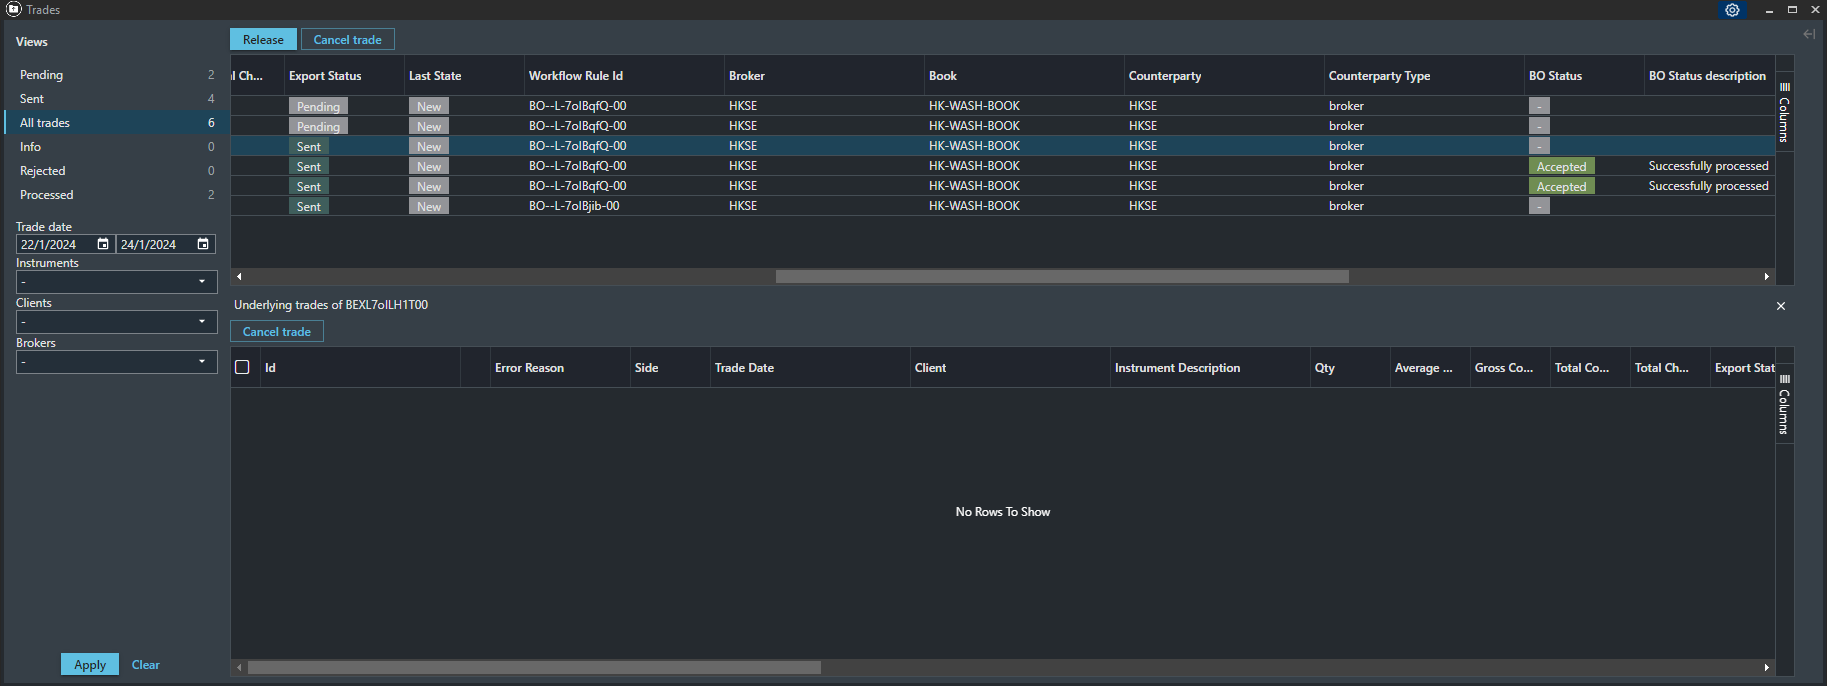 Trades
Views
Pending 2
Sent 4
All trades 6
Info 0
Rejected 0
Processed 2
Trade date
22/1/2024 24/1/2024
Instruments
-
Clients
-
Brokers
-
Apply Clear
Release Cancel trade
l Ch... Export Status Last State Workflow Rule Id Broker Book Counterparty Counterparty Type BO Status BO Status description
Pending New BO--L-7olBqfQ-00 HKSE HK-WASH-BOOK HKSE broker -
Pending New BO--L-7olBqfQ-00 HKSE HK-WASH-BOOK HKSE broker -
Sent New BO--L-7olBqfQ-00 HKSE HK-WASH-BOOK HKSE broker -
Sent New BO--L-7olBqfQ-00 HKSE HK-WASH-BOOK HKSE broker Accepted Successfully processed
Sent New BO--L-7olBqfQ-00 HKSE HK-WASH-BOOK HKSE broker Accepted Successfully processed
Sent New BO--L-7olBjib-00 HKSE HK-WASH-BOOK HKSE broker -
Columns
Underlying trades of BEXL7olLH1T00
Cancel trade
Id Error Reason Side Trade Date Client Instrument Description Qty Average ... Gross Co... Total Co... Total Ch... Export Stat
Columns
No Rows To Show